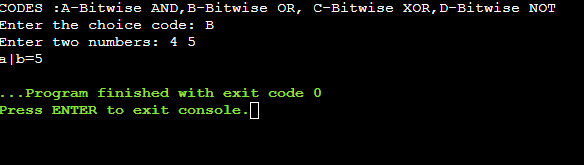 CODES :A-Bitwise AND,B-Bitwise OR, C-Bitwise XOR,D-Bitwise NOT
Enter the choice code: B
Enter two numbers: 4 5
a|b=5
...Program finished with exit code 0
Press ENTER to exit console.